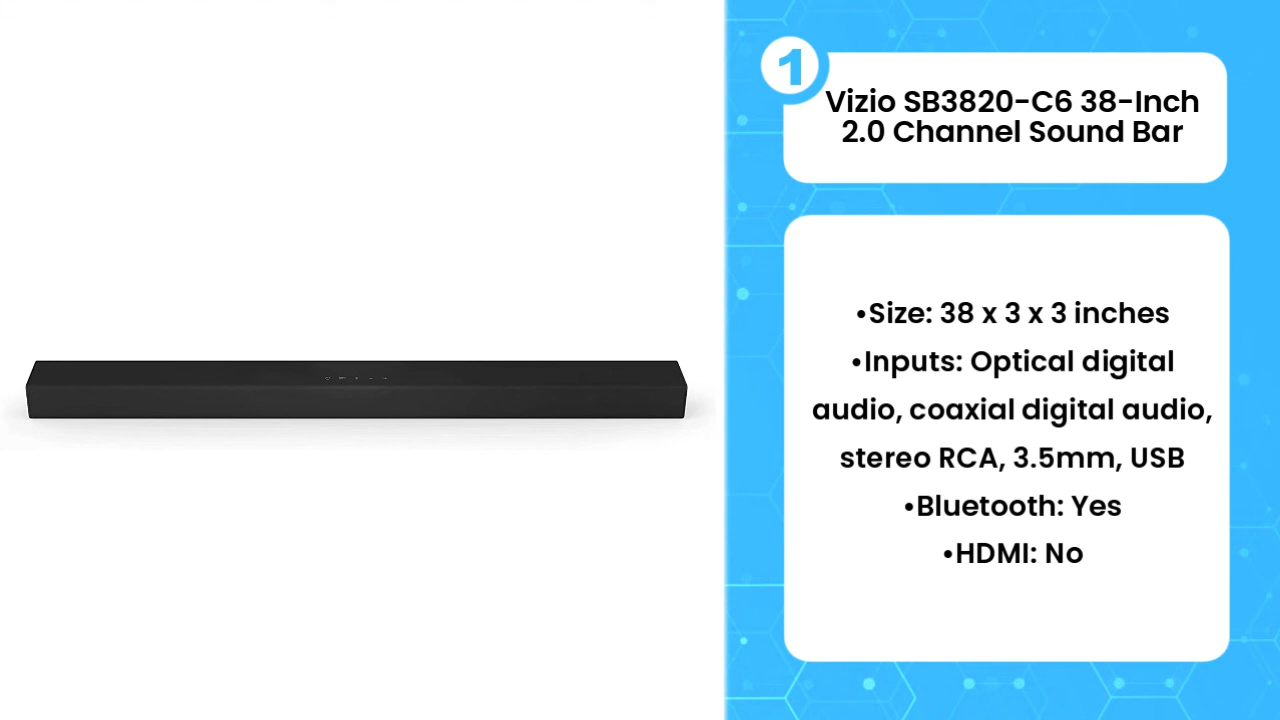 1
Vizio SB3820-C6 38-Inch
2.0 Channel Sound Bar
•Size: 38 x 3 x 3 inches
•Inputs: Optical digital
audio, coaxial digital audio,
stereo RCA, 3.5mm, USB
•Bluetooth: Yes
•HDMI: No